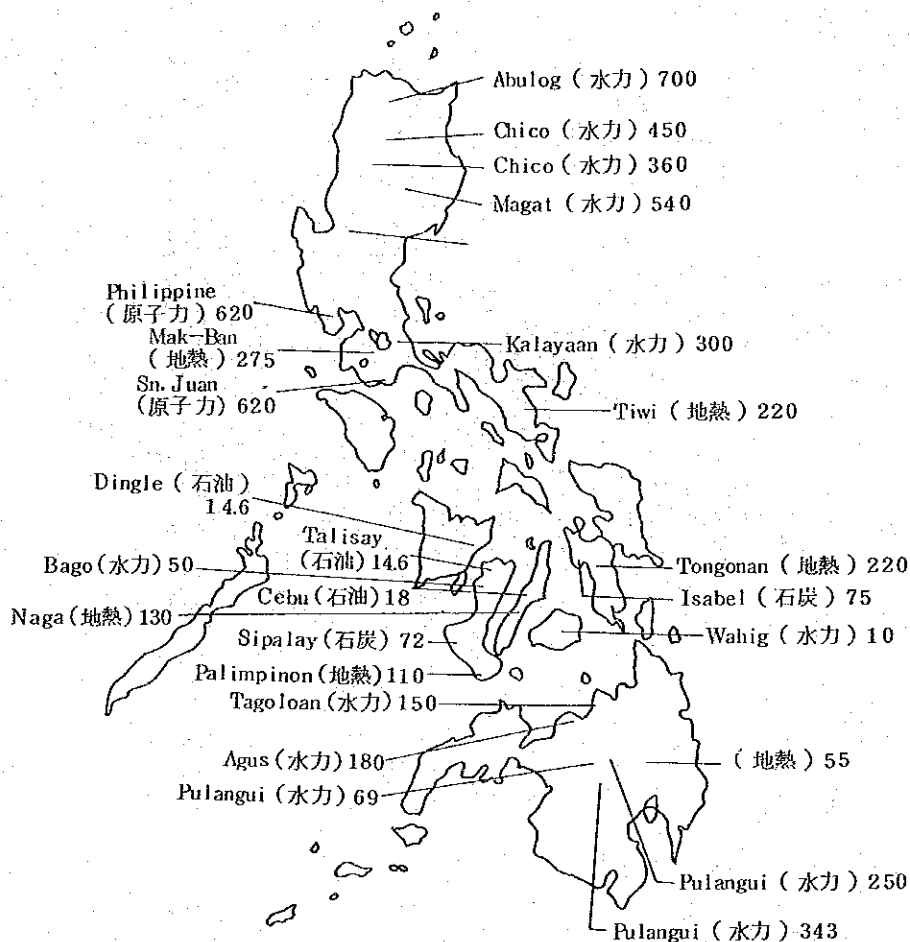 Abulog (水力) 700
Chico (水力) 450
Chico (水力) 360
Magat (水力) 540
Philippine
(原子力) 620
Mak-Ban
(地熱) 275
Sn. Juan
(原子力) 620
Kalayaan (水力) 300
Tiwi (地熱) 220
Dingle (石油)
14.6
Talisay
(石油) 14.6
Bago (水力) 50
Cebu (石油) 18
Naga (地熱) 130
Sipalay (石炭) 72
Palimpinon (地熱) 110
Tagoloan (水力) 150
Agus (水力) 180
Pulangui (水力) 69
Tongonan (地熱) 220
Isabel (石炭) 75
Wahig (水力) 10
(地熱) 55
Pulangui (水力) 250
Pulangui (水力) 343